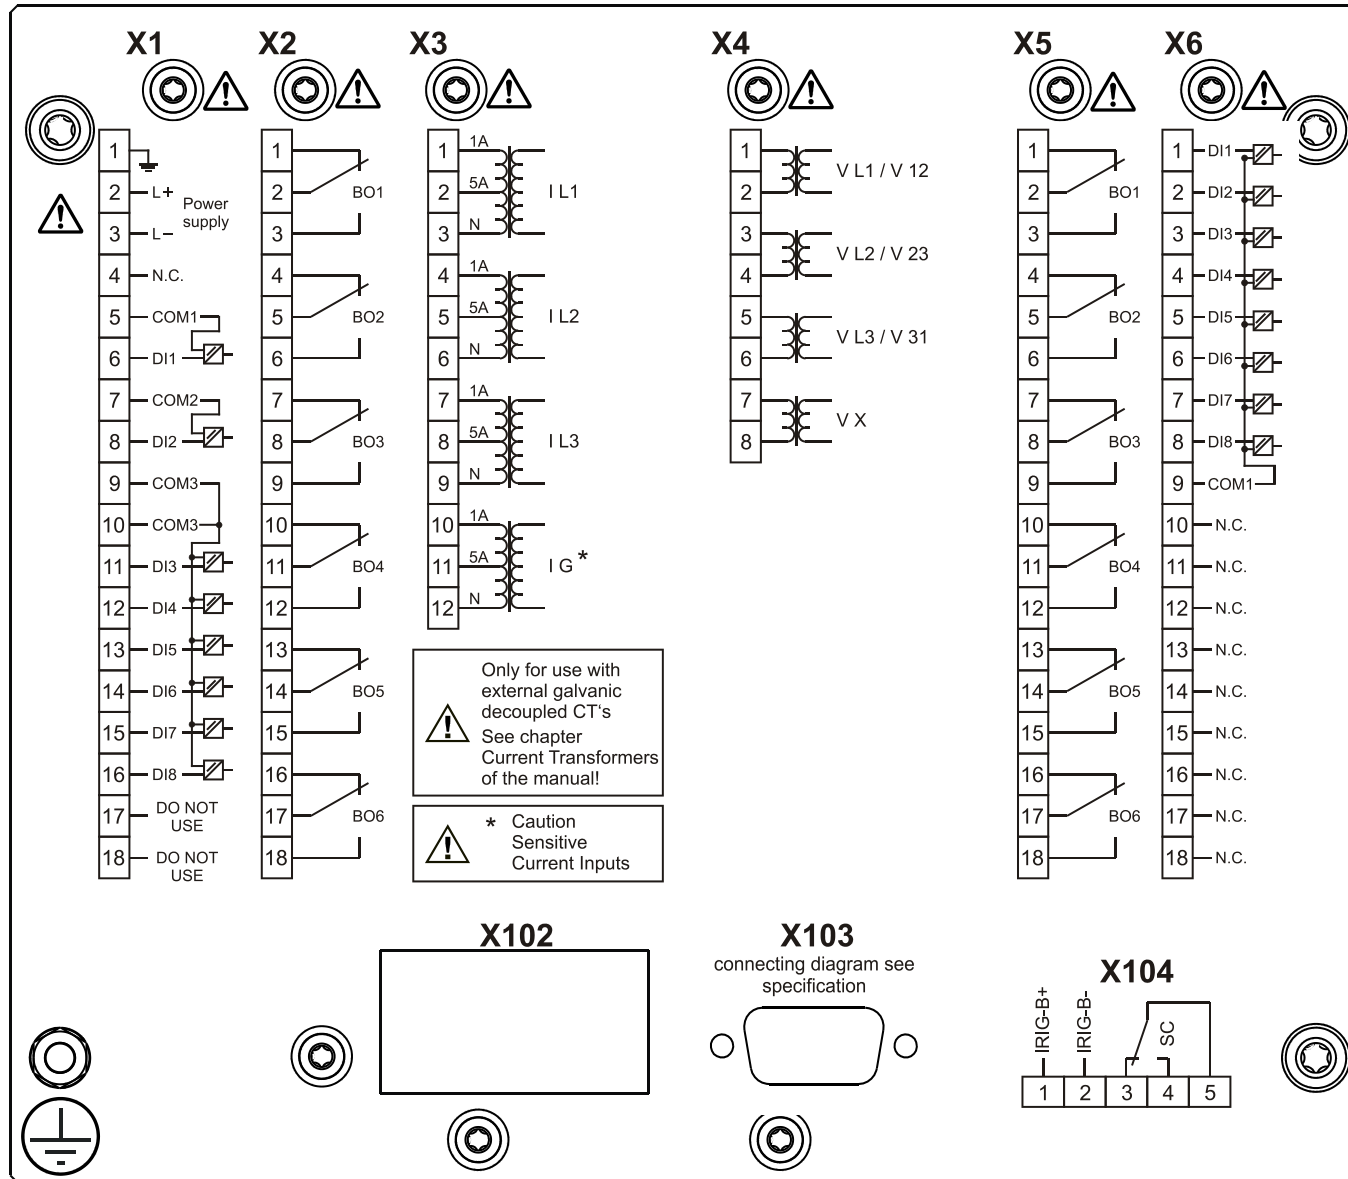 X1
X2
X3
X4
X5
X6
1
2 L+
3 L−
Power
supply
4 N.C.
5 COM1
6 DI1
7 COM2
8 DI2
9 COM3
10 COM3
11 DI3
12 DI4
13 DI5
14 DI6
15 DI7
16 DI8
17 DO NOT
USE
18 DO NOT
USE
1
2 BO1
3
4
5 BO2
6
7
8 BO3
9
10
11 BO4
12
13
14 BO5
15
16
17 BO6
18
1 1A
2 5A I L1
3 N
4 1A
5 5A I L2
6 N
7 1A
8 5A I L3
9 N
10 1A
11 5A I G *
12 N
Only for use with
external galvanic
decoupled CT‘s
See chapter
Current Transformers
of the manual!
* Caution
Sensitive
Current Inputs
1
V L1 / V 12
2
3
V L2 / V 23
4
5
V L3 / V 31
6
7
V X
8
1
2 BO1
3
4
5 BO2
6
7
8 BO3
9
10
11 BO4
12
13
14 BO5
15
16
17 BO6
18
1 DI1
2 DI2
3 DI3
4 DI4
5 DI5
6 DI6
7 DI7
8 DI8
9 COM1
10 N.C.
11 N.C.
12 N.C.
13 N.C.
14 N.C.
15 N.C.
16 N.C.
17 N.C.
18 N.C.
X102
X103
connecting diagram see
specification
X104
IRIG-B+
IRIG-B-
SC
1 2 3 4 5